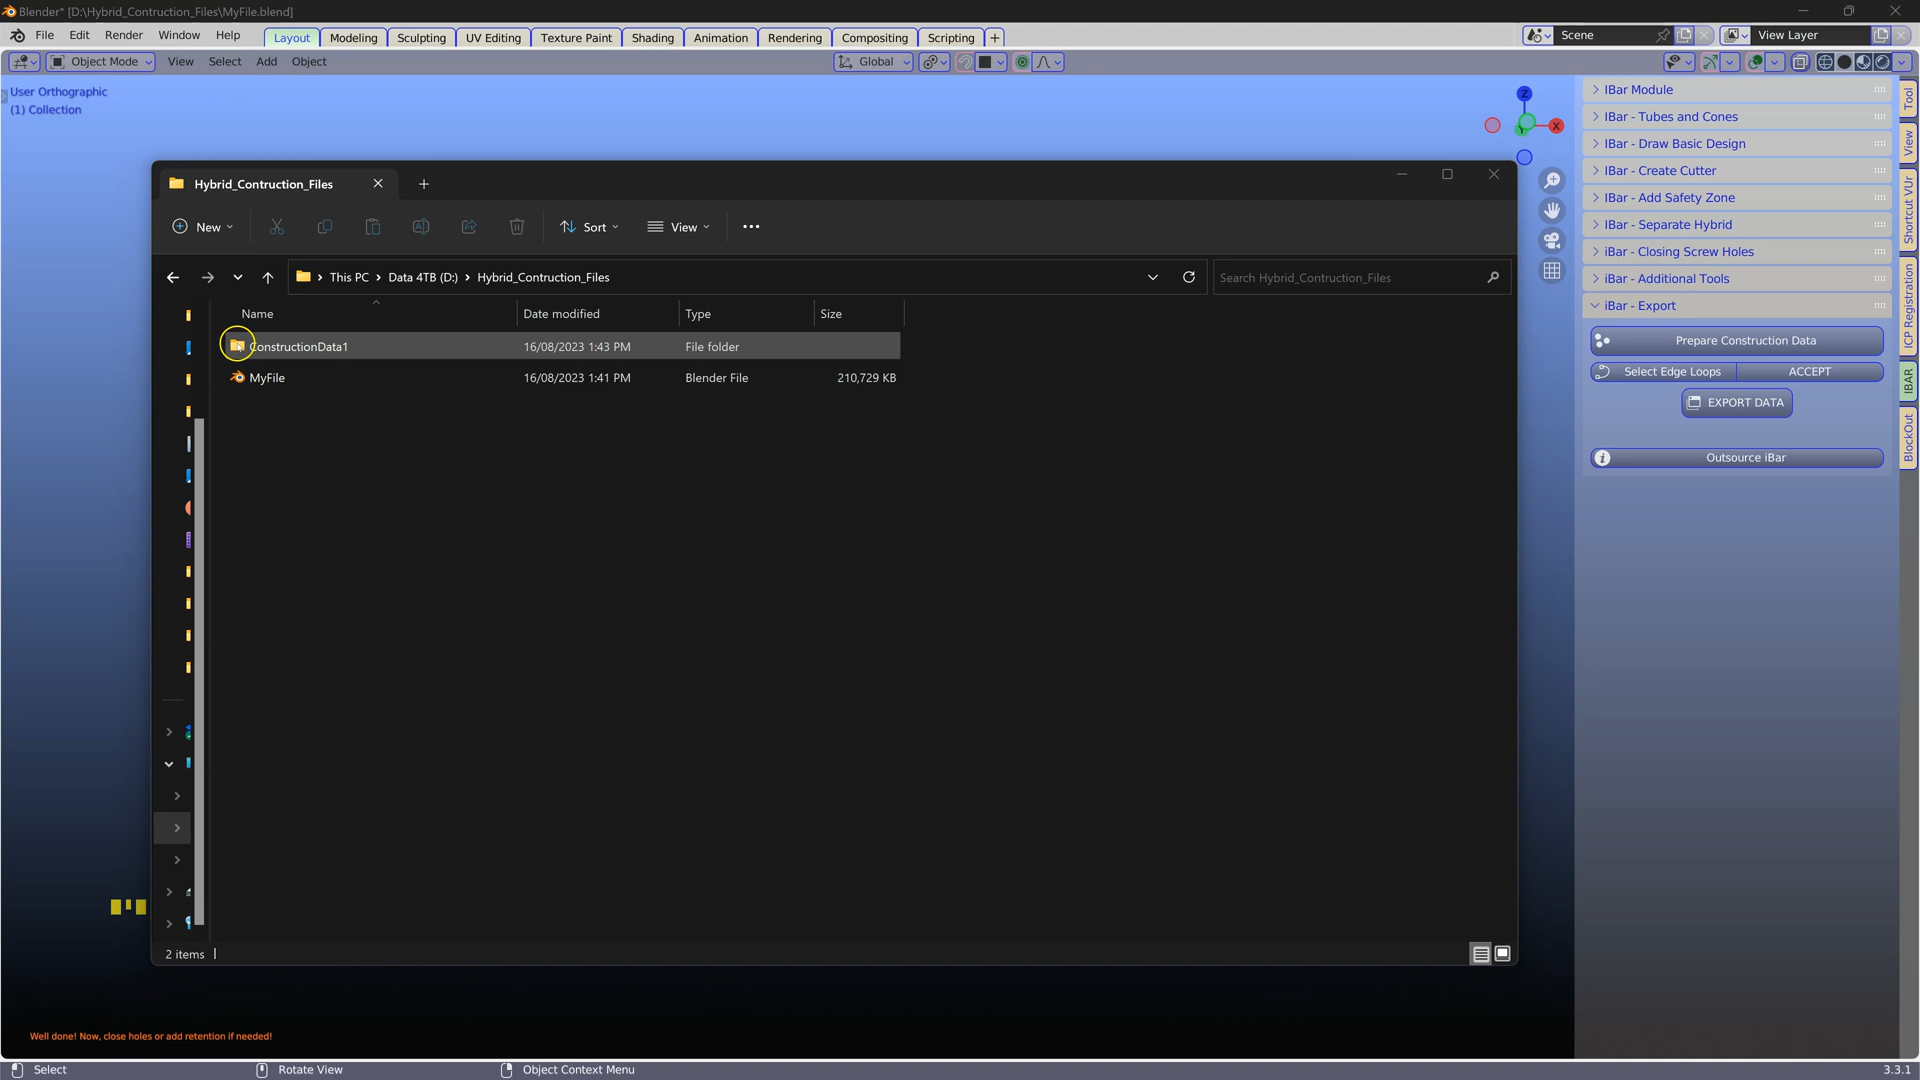 Blender* [D:\Hybrid_Contruction_Files\MyFile.blend]
File Edit Render Window Help Layout Modeling Sculpting UV Editing Texture Paint Shading Animation Rendering Compositing Scripting + Scene View Layer
Object Mode View Select Add Object Global
User Orthographic
(1) Collection
Z
X
Y
IBar Module
IBar - Tubes and Cones
IBar - Draw Basic Design
IBar - Create Cutter
IBar - Add Safety Zone
IBar - Separate Hybrid
iBar - Closing Screw Holes
iBar - Additional Tools
iBar - Export
Prepare Construction Data
Select Edge Loops ACCEPT
EXPORT DATA
Outsource iBar
Tool
View
Shortcut VUr
ICP Registration
IBAR
BlockOut
Hybrid_Contruction_Files
New Sort View
This PC > Data 4TB (D:) > Hybrid_Contruction_Files
Search Hybrid_Contruction_Files
Name Date modified Type Size
ConstructionData1 16/08/2023 1:43 PM File folder
MyFile 16/08/2023 1:41 PM Blender File 210,729 KB
2 items
Well done! Now, close holes or add retention if needed!
Select Rotate View Object Context Menu 3.3.1